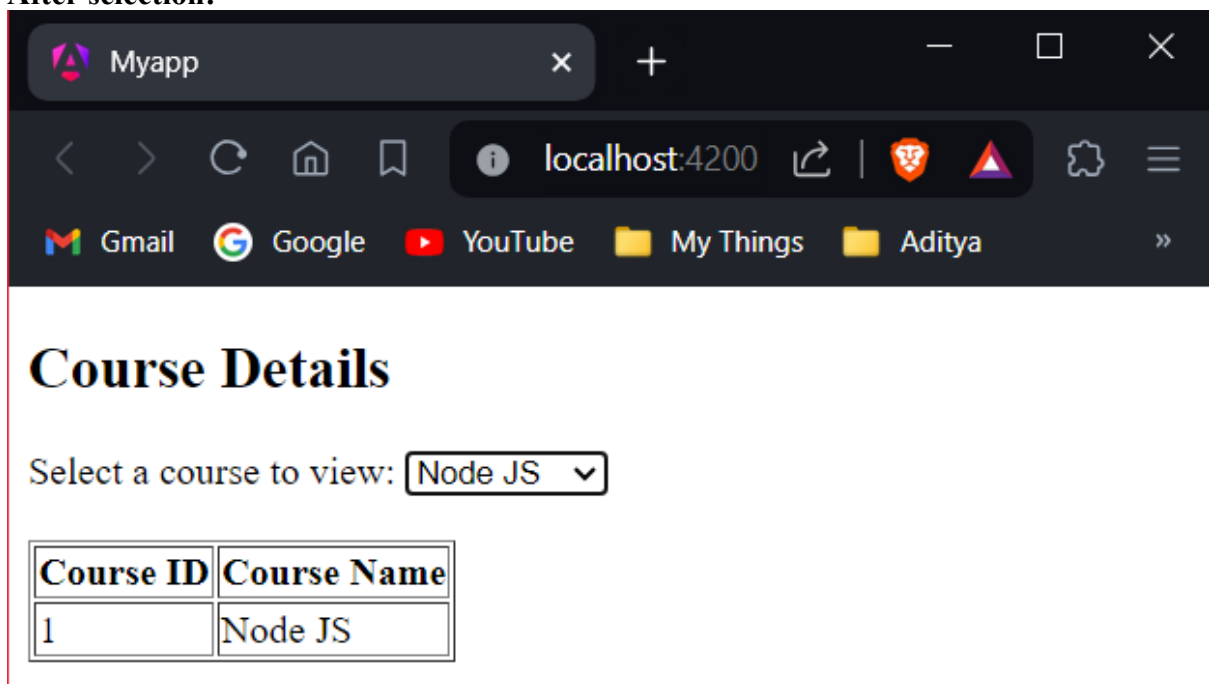 After selection:
Myapp
localhost:4200
Gmail Google YouTube My Things Aditya
Course Details
Select a course to view: Node JS
Course ID Course Name
1 Node JS